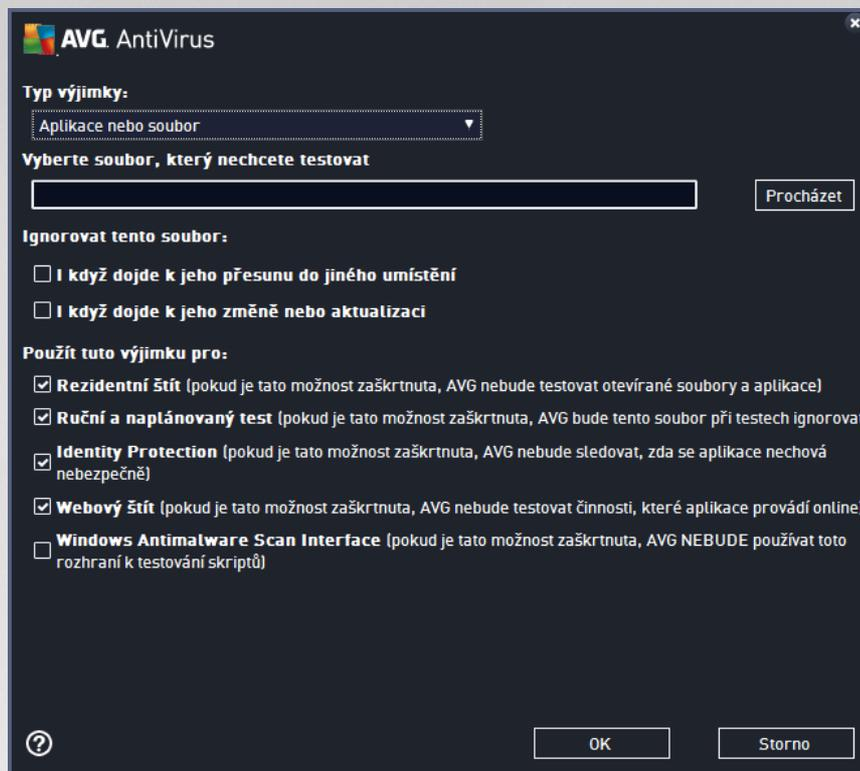 AVG. AntiVirus
Typ výjimky:
Aplikace nebo soubor
Vyberte soubor, který nechcete testovat
Procházet
Ignorovat tento soubor:
I když dojde k jeho přesunu do jiného umístění
I když dojde k jeho změně nebo aktualizaci
Použít tuto výjimku pro:
Rezidentní štít (pokud je tato možnost zaškrtnuta, AVG nebude testovat otevírané soubory a aplikace)
Ruční a naplánovaný test (pokud je tato možnost zaškrtnuta, AVG bude tento soubor při testech ignorovat
Identity Protection (pokud je tato možnost zaškrtnuta, AVG nebude sledovat, zda se aplikace nechová
nebezpečně)
Webový štít (pokud je tato možnost zaškrtnuta, AVG nebude testovat činnosti, které aplikace provádí online)
Windows Antimalware Scan Interface (pokud je tato možnost zaškrtnuta, AVG NEBUDE používat toto
rozhraní k testování skriptů)
?
OK
Storno